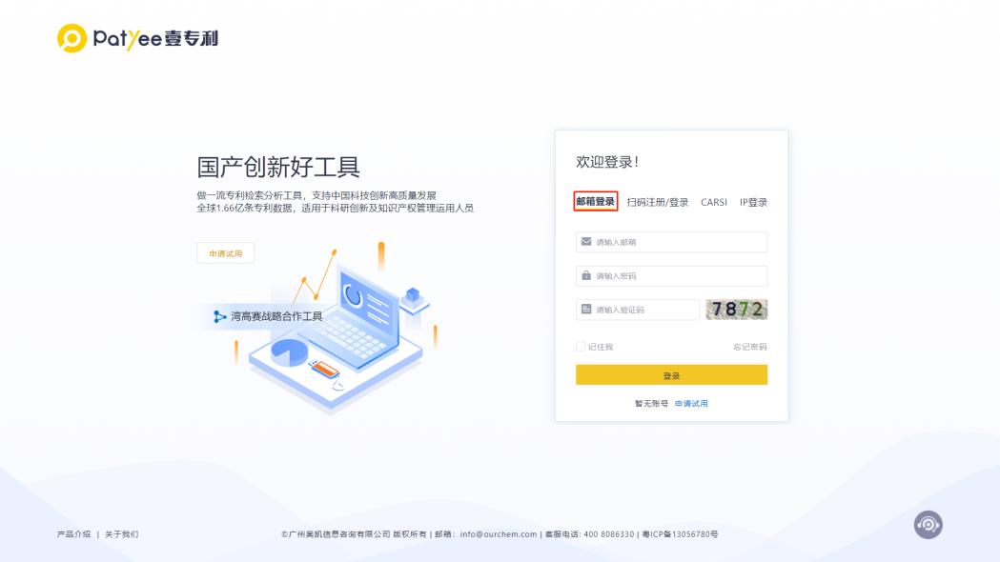 PatYee壹专利
国产创新好工具
做一流专利检索分析工具，支持中国科技创新高质量发展
全球1.66亿条专利数据，适用于科研创新及知识产权管理运用人员
申请试用
湾高赛战略合作工具
欢迎登录！
邮箱登录 扫码注册/登录 CARSI IP登录
请输入邮箱
请输入密码
请输入验证码 7872
记住我 忘记密码
登录
暂无账号 申请试用
产品介绍 | 关于我们 ©广州奥凯信息咨询有限公司 版权所有 | 邮箱：info@ourchem.com | 客服电话: 400 8086330 | 粤ICP备13056780号